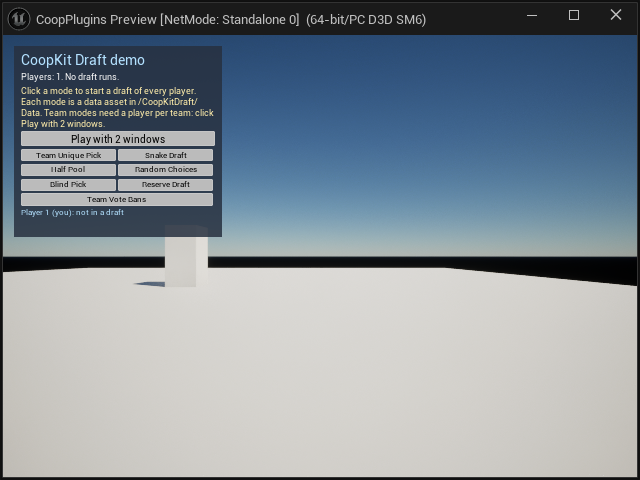 CoopPlugins Preview [NetMode: Standalone 0]  (64-bit/PC D3D SM6)
CoopKit Draft demo
Players: 1. No draft runs.
Click a mode to start a draft of every player.
Each mode is a data asset in /CoopKitDraft/
Data. Team modes need a player per team: click
Play with 2 windows.
Play with 2 windows
Team Unique Pick
Snake Draft
Half Pool
Random Choices
Blind Pick
Reserve Draft
Team Vote Bans
Player 1 (you): not in a draft